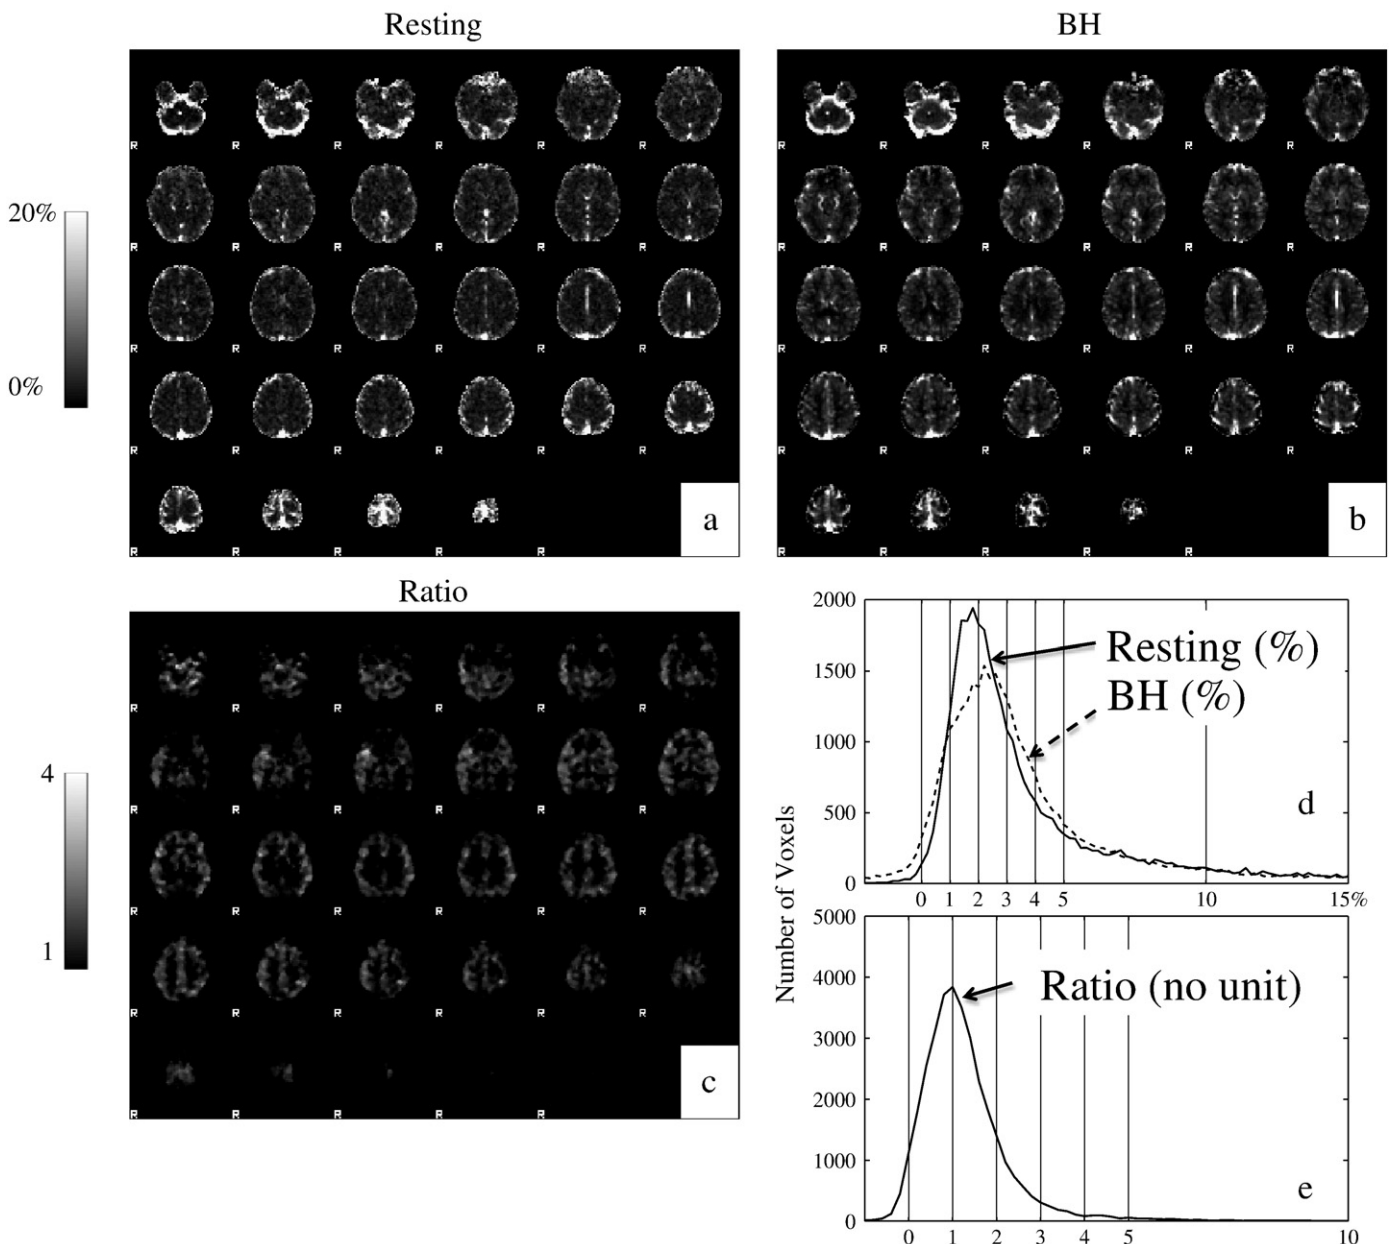 Resting
BH
R R R R R R
R R R R R R
20%
R R R R R R
R R R R R R
0%
R R R R R R
R R R R R R
R R R R R R
R R R R R R
a
b
R R R R R
R R R R R
Ratio
R R R R R R
4
R R R R R R
R R R R R R
1
R R R R R R
c
R R R R R
Number of Voxels
2000
1500
1000
500
0
Resting (%)
BH (%)
d
0 1 2 3 4 5 10 15%
5000
4000
3000
2000
1000
0
Ratio (no unit)
e
0 1 2 3 4 5 10